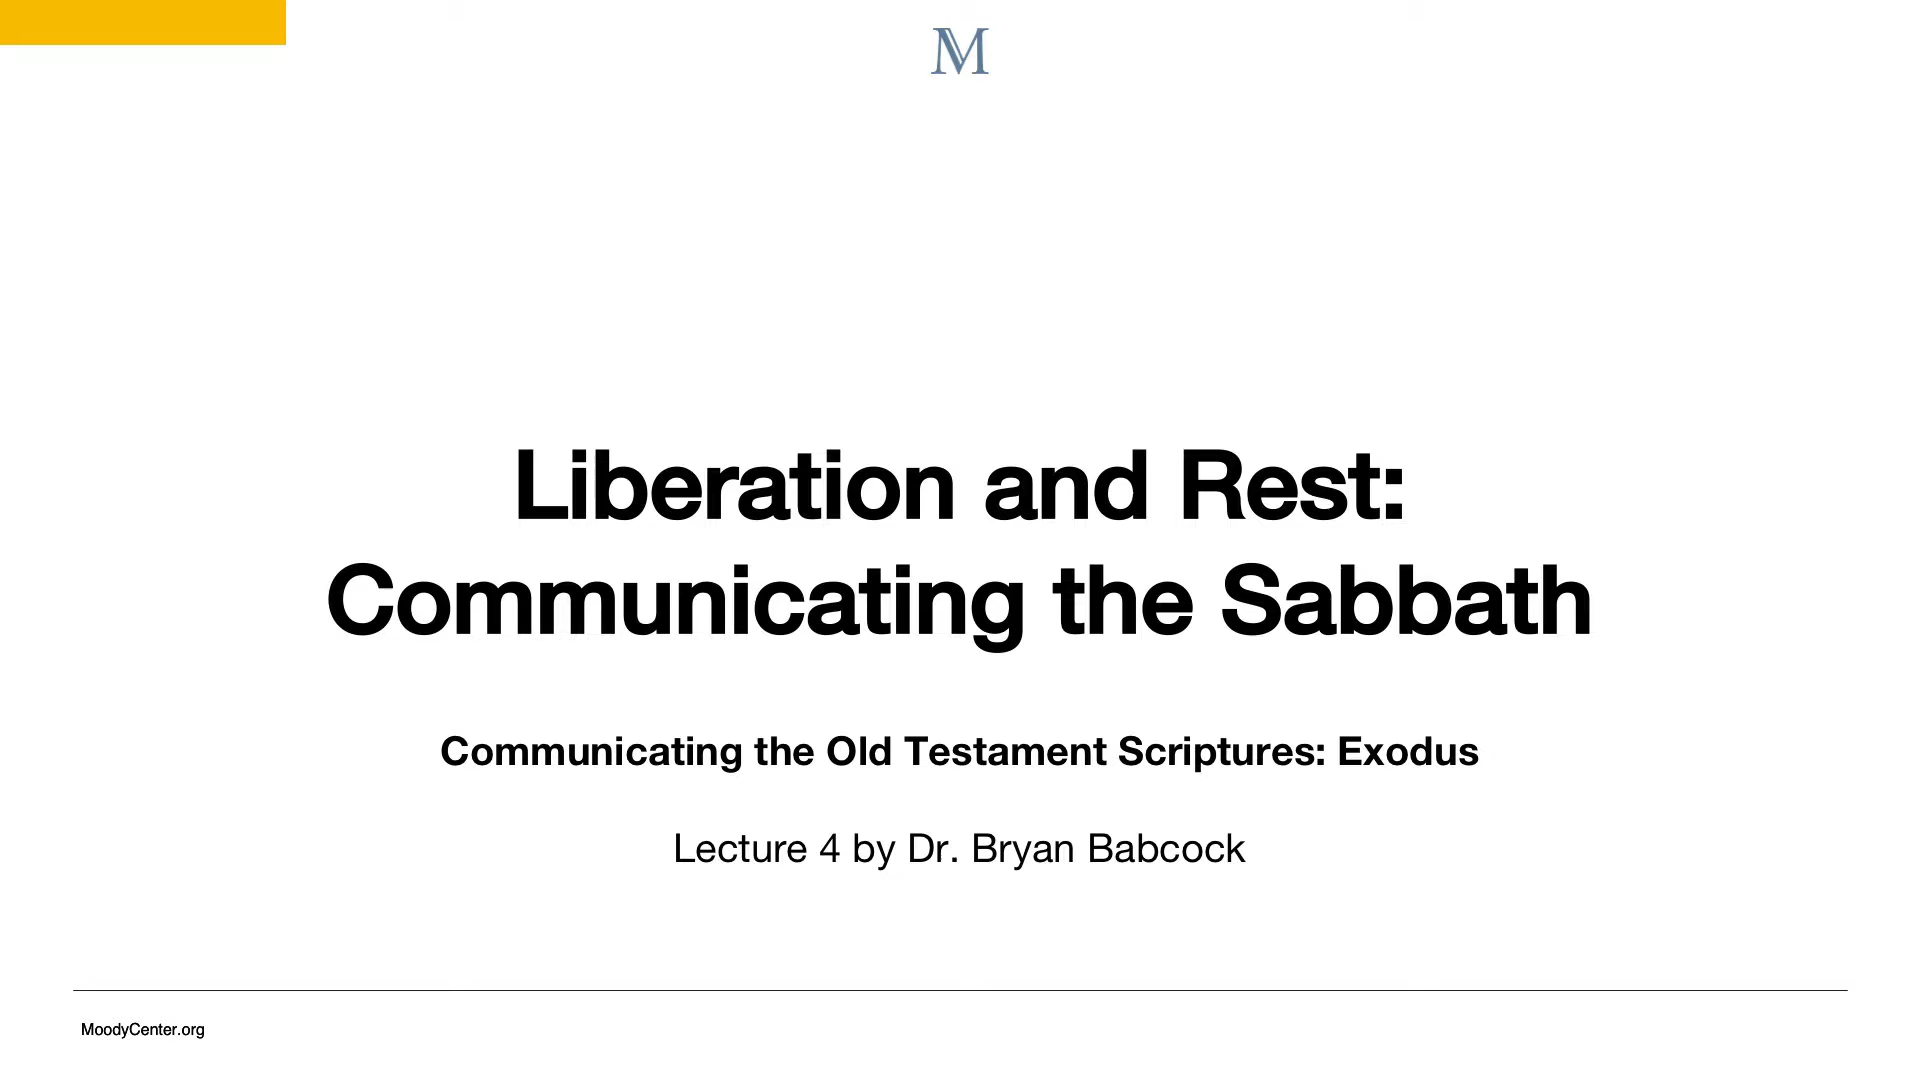 M
Liberation and Rest:
Communicating the Sabbath
Communicating the Old Testament Scriptures: Exodus
Lecture 4 by Dr. Bryan Babcock
MoodyCenter.org